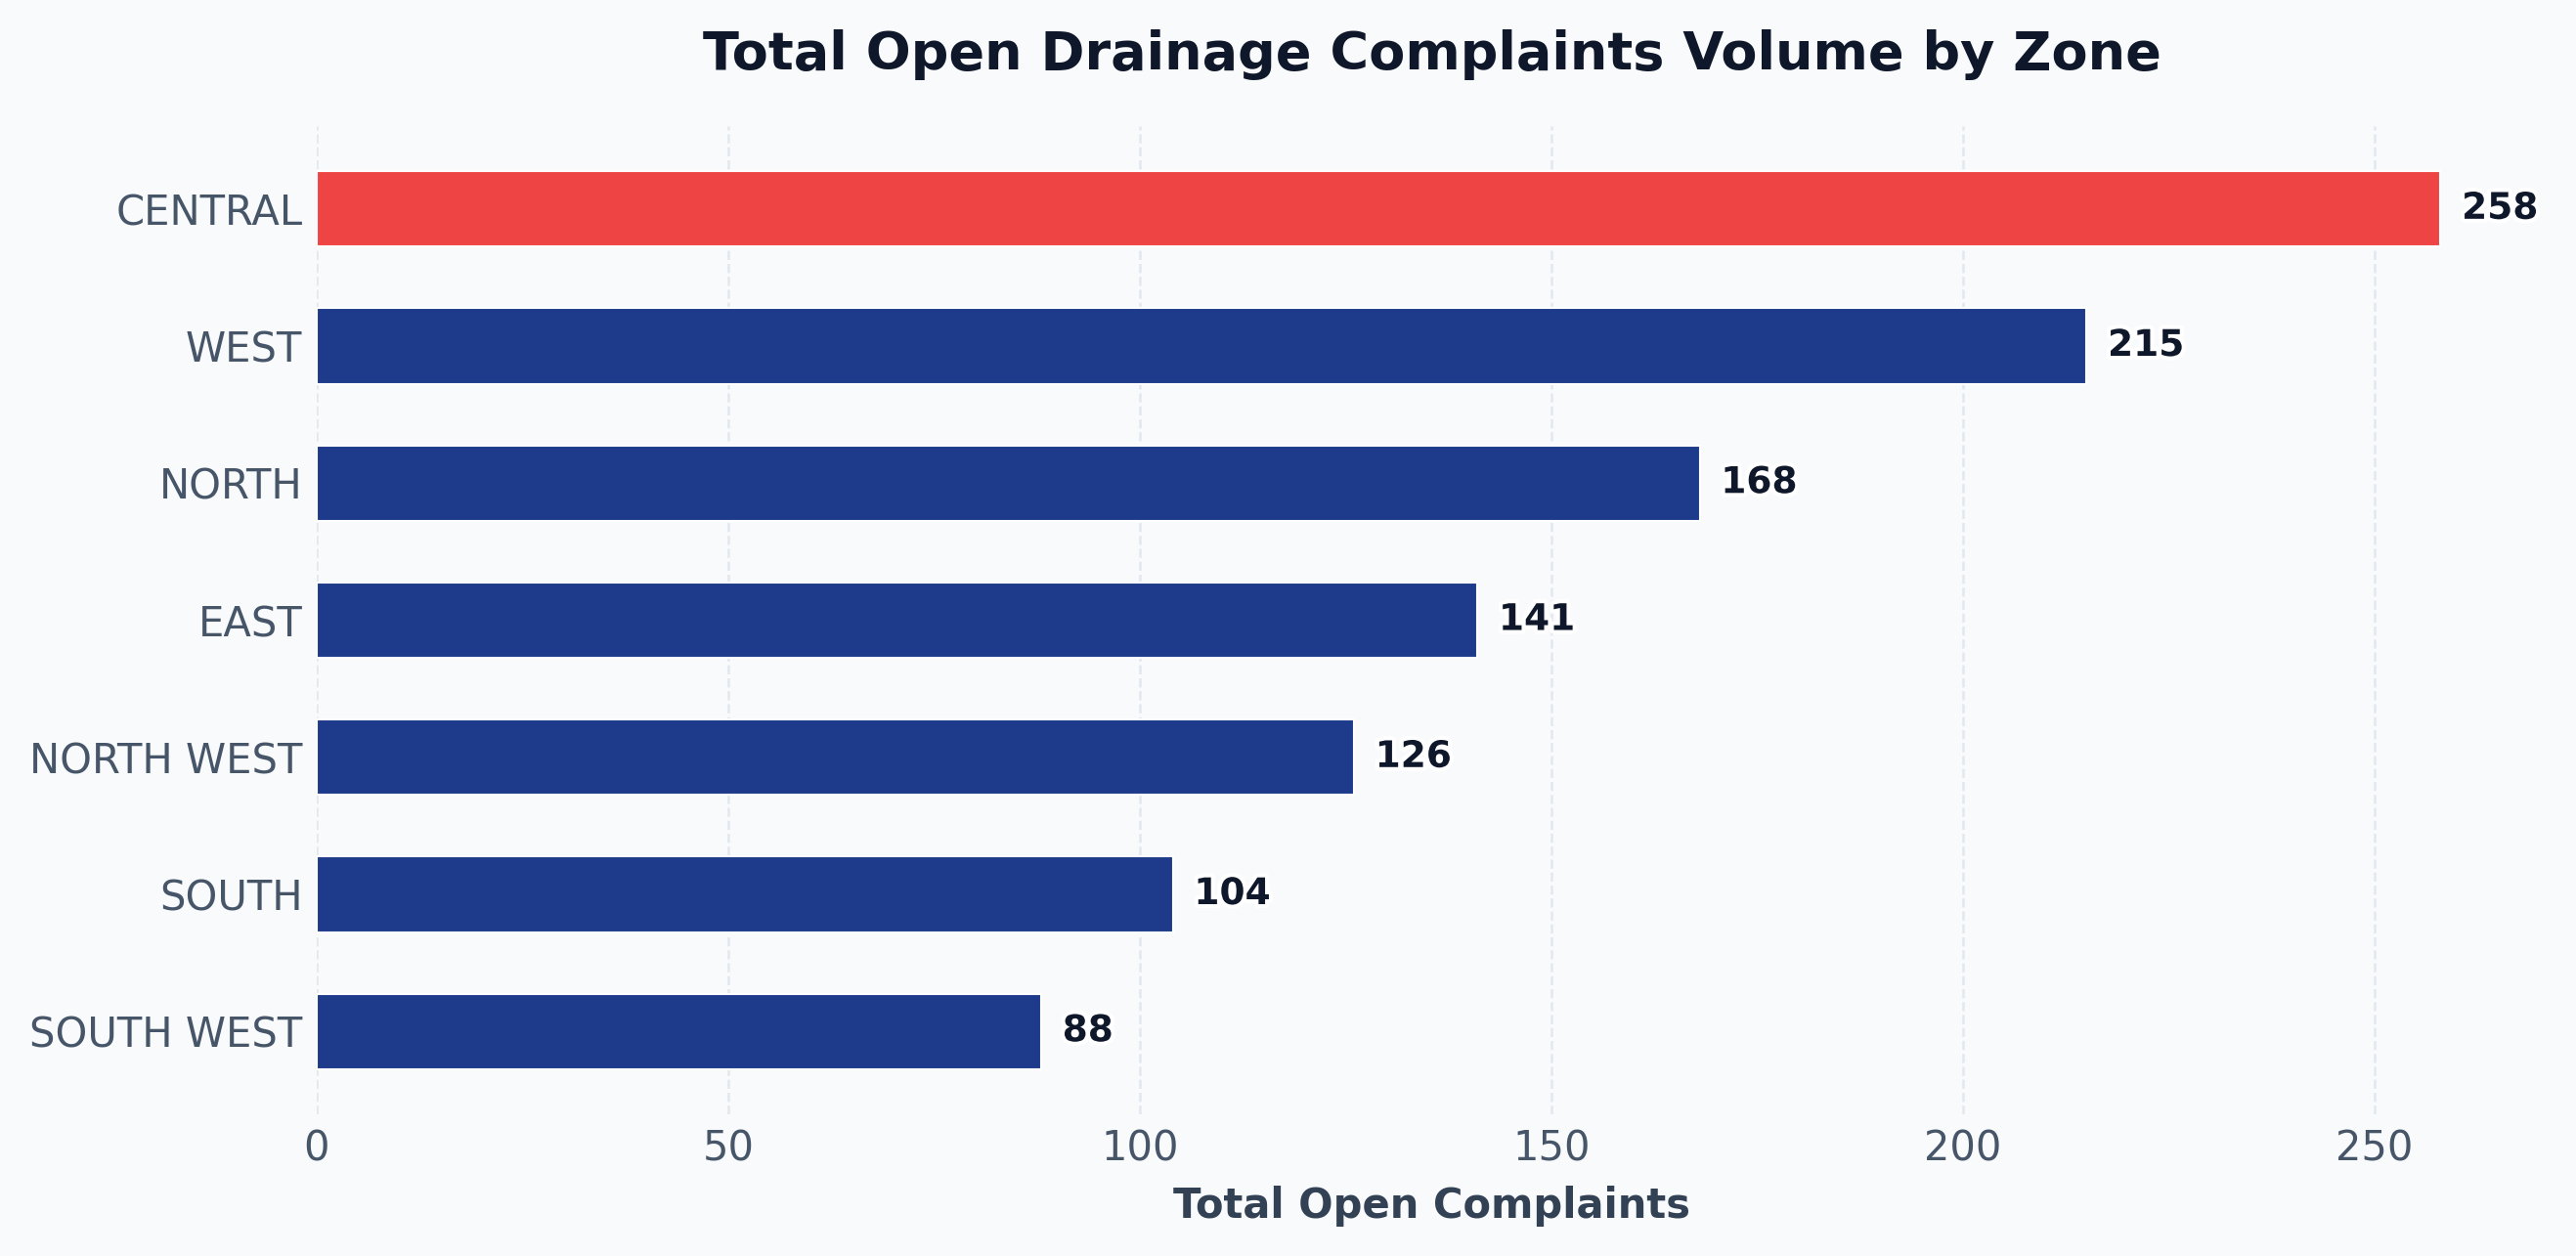 Total Open Drainage Complaints Volume by Zone
CENTRAL 258
WEST 215
NORTH 168
EAST 141
NORTH WEST 126
SOUTH 104
SOUTH WEST 88
0 50 100 150 200 250
Total Open Complaints